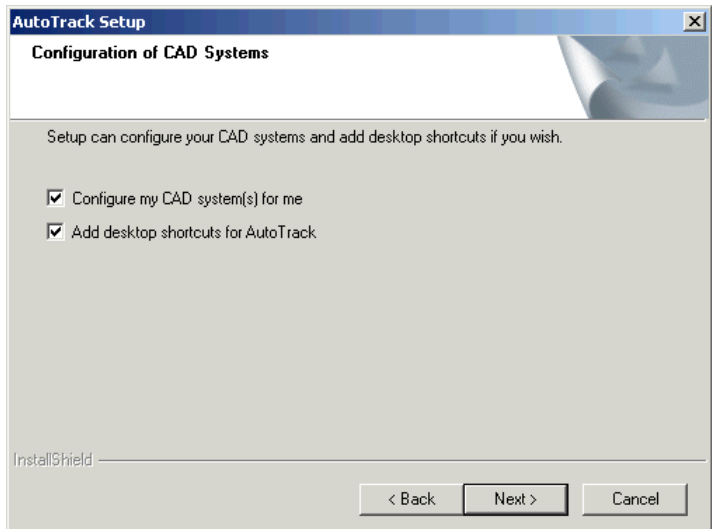 AutoTrack Setup
Configuration of CAD Systems
Setup can configure your CAD systems and add desktop shortcuts if you wish.
Configure my CAD system(s) for me
Add desktop shortcuts for AutoTrack
InstallShield
< Back
Next >
Cancel